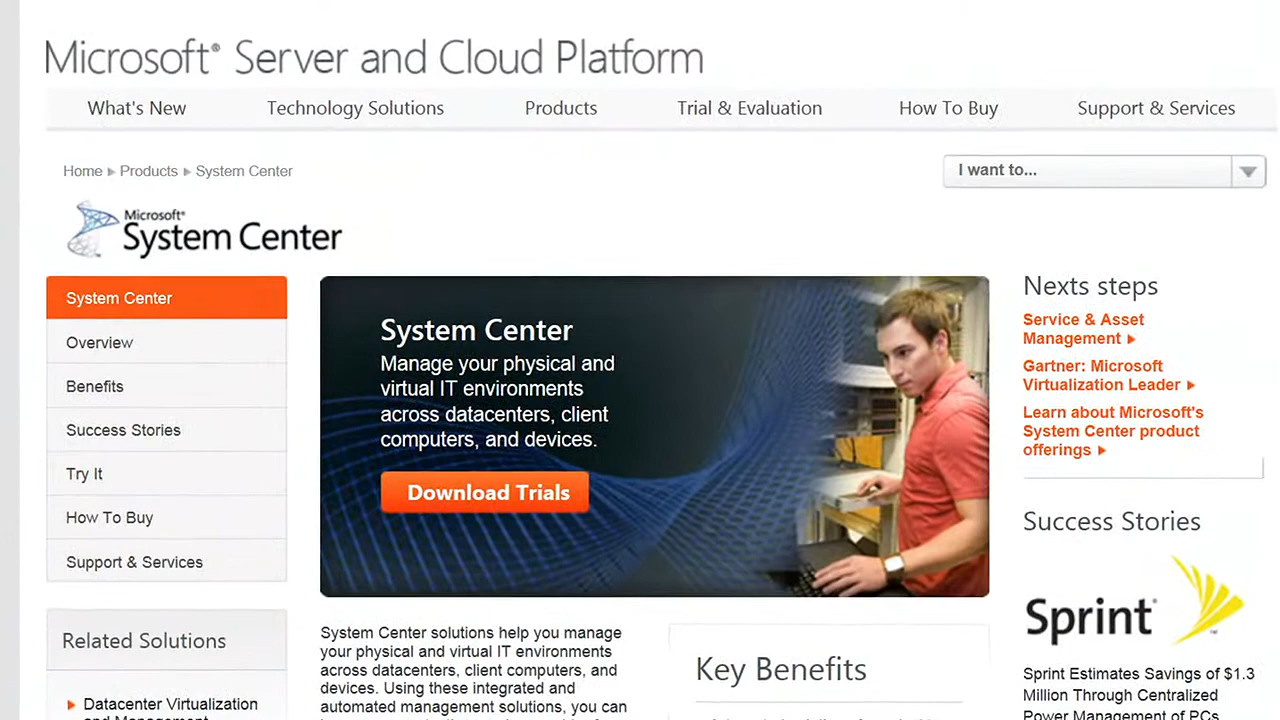 Microsoft® Server and Cloud Platform
What's New Technology Solutions Products Trial & Evaluation How To Buy Support & Services
Home ▸ Products ▸ System Center
I want to...
Microsoft®
System Center
System Center
Overview
Benefits
Success Stories
Try It
How To Buy
Support & Services
Related Solutions
Datacenter Virtualization
and Management
System Center
Manage your physical and
virtual IT environments
across datacenters, client
computers, and devices.
Download Trials
System Center solutions help you manage
your physical and virtual IT environments
across datacenters, client computers, and
devices. Using these integrated and
automated management solutions, you can
Key Benefits
Nexts steps
Service & Asset
Management
Gartner: Microsoft
Virtualization Leader
Learn about Microsoft's
System Center product
offerings
Success Stories
Sprint
Sprint Estimates Savings of $1.3
Million Through Centralized
Power Management of PCs